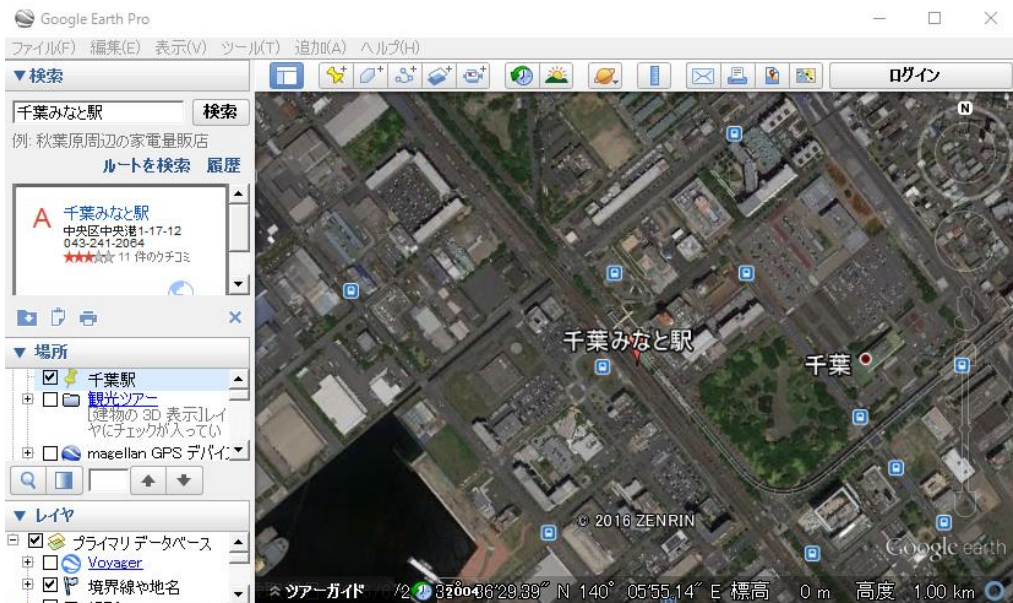 Google Earth Pro
ファイル(F) 編集(E) 表示(V) ツール(T) 追加(A) ヘルプ(H)
▼検索
ログイン
千葉みなと駅
検索
例: 秋葉原周辺の家電量販店
ルートを検索 履歴
A
千葉みなと駅
中央区中央港1-17-12
043-241-2064
11 件のクチコミ
▼ 場所
千葉駅
観光ツアー
[建物の 3D 表示]レイ
ヤにチェックが入ってい
magellan GPS デバイ
▼ レイヤ
プライマリ データベース
Voyager
境界線や地名
N
千葉みなと駅
千葉
© 2016 ZENRIN
Google earth
ツアーガイド
36'29.39" N 140° 05'55.14" E 標高 0 m 高度 1.00 km